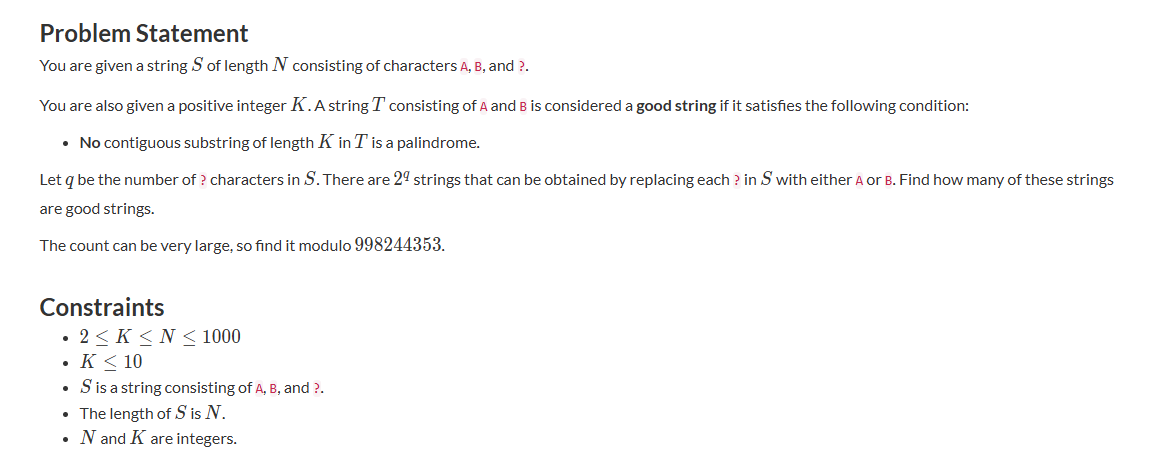 Problem Statement
You are given a string S of length N consisting of characters A, B, and ?.
You are also given a positive integer K. A string T consisting of A and B is considered a good string if it satisfies the following condition:
• No contiguous substring of length K in T is a palindrome.
Let q be the number of ? characters in S. There are 2^q strings that can be obtained by replacing each ? in S with either A or B. Find how many of these strings
are good strings.
The count can be very large, so find it modulo 998244353.
Constraints
• 2 ≤ K ≤ N ≤ 1000
• K ≤ 10
• S is a string consisting of A, B, and ?.
• The length of S is N.
• N and K are integers.